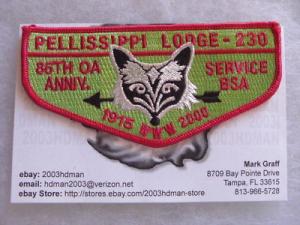 PELLISSIPPI LODGE - 230
85TH OA SERVICE
ANNIV. BSA
1915 WWW 2000
Mark Graff
8709 Bay Pointe Drive
Tampa, FL 33615
813-966-5728
ebay: 2003hdman
email: hdman2003@verizon.net
ebay Store: http://stores.ebay.com/2003hdman-store